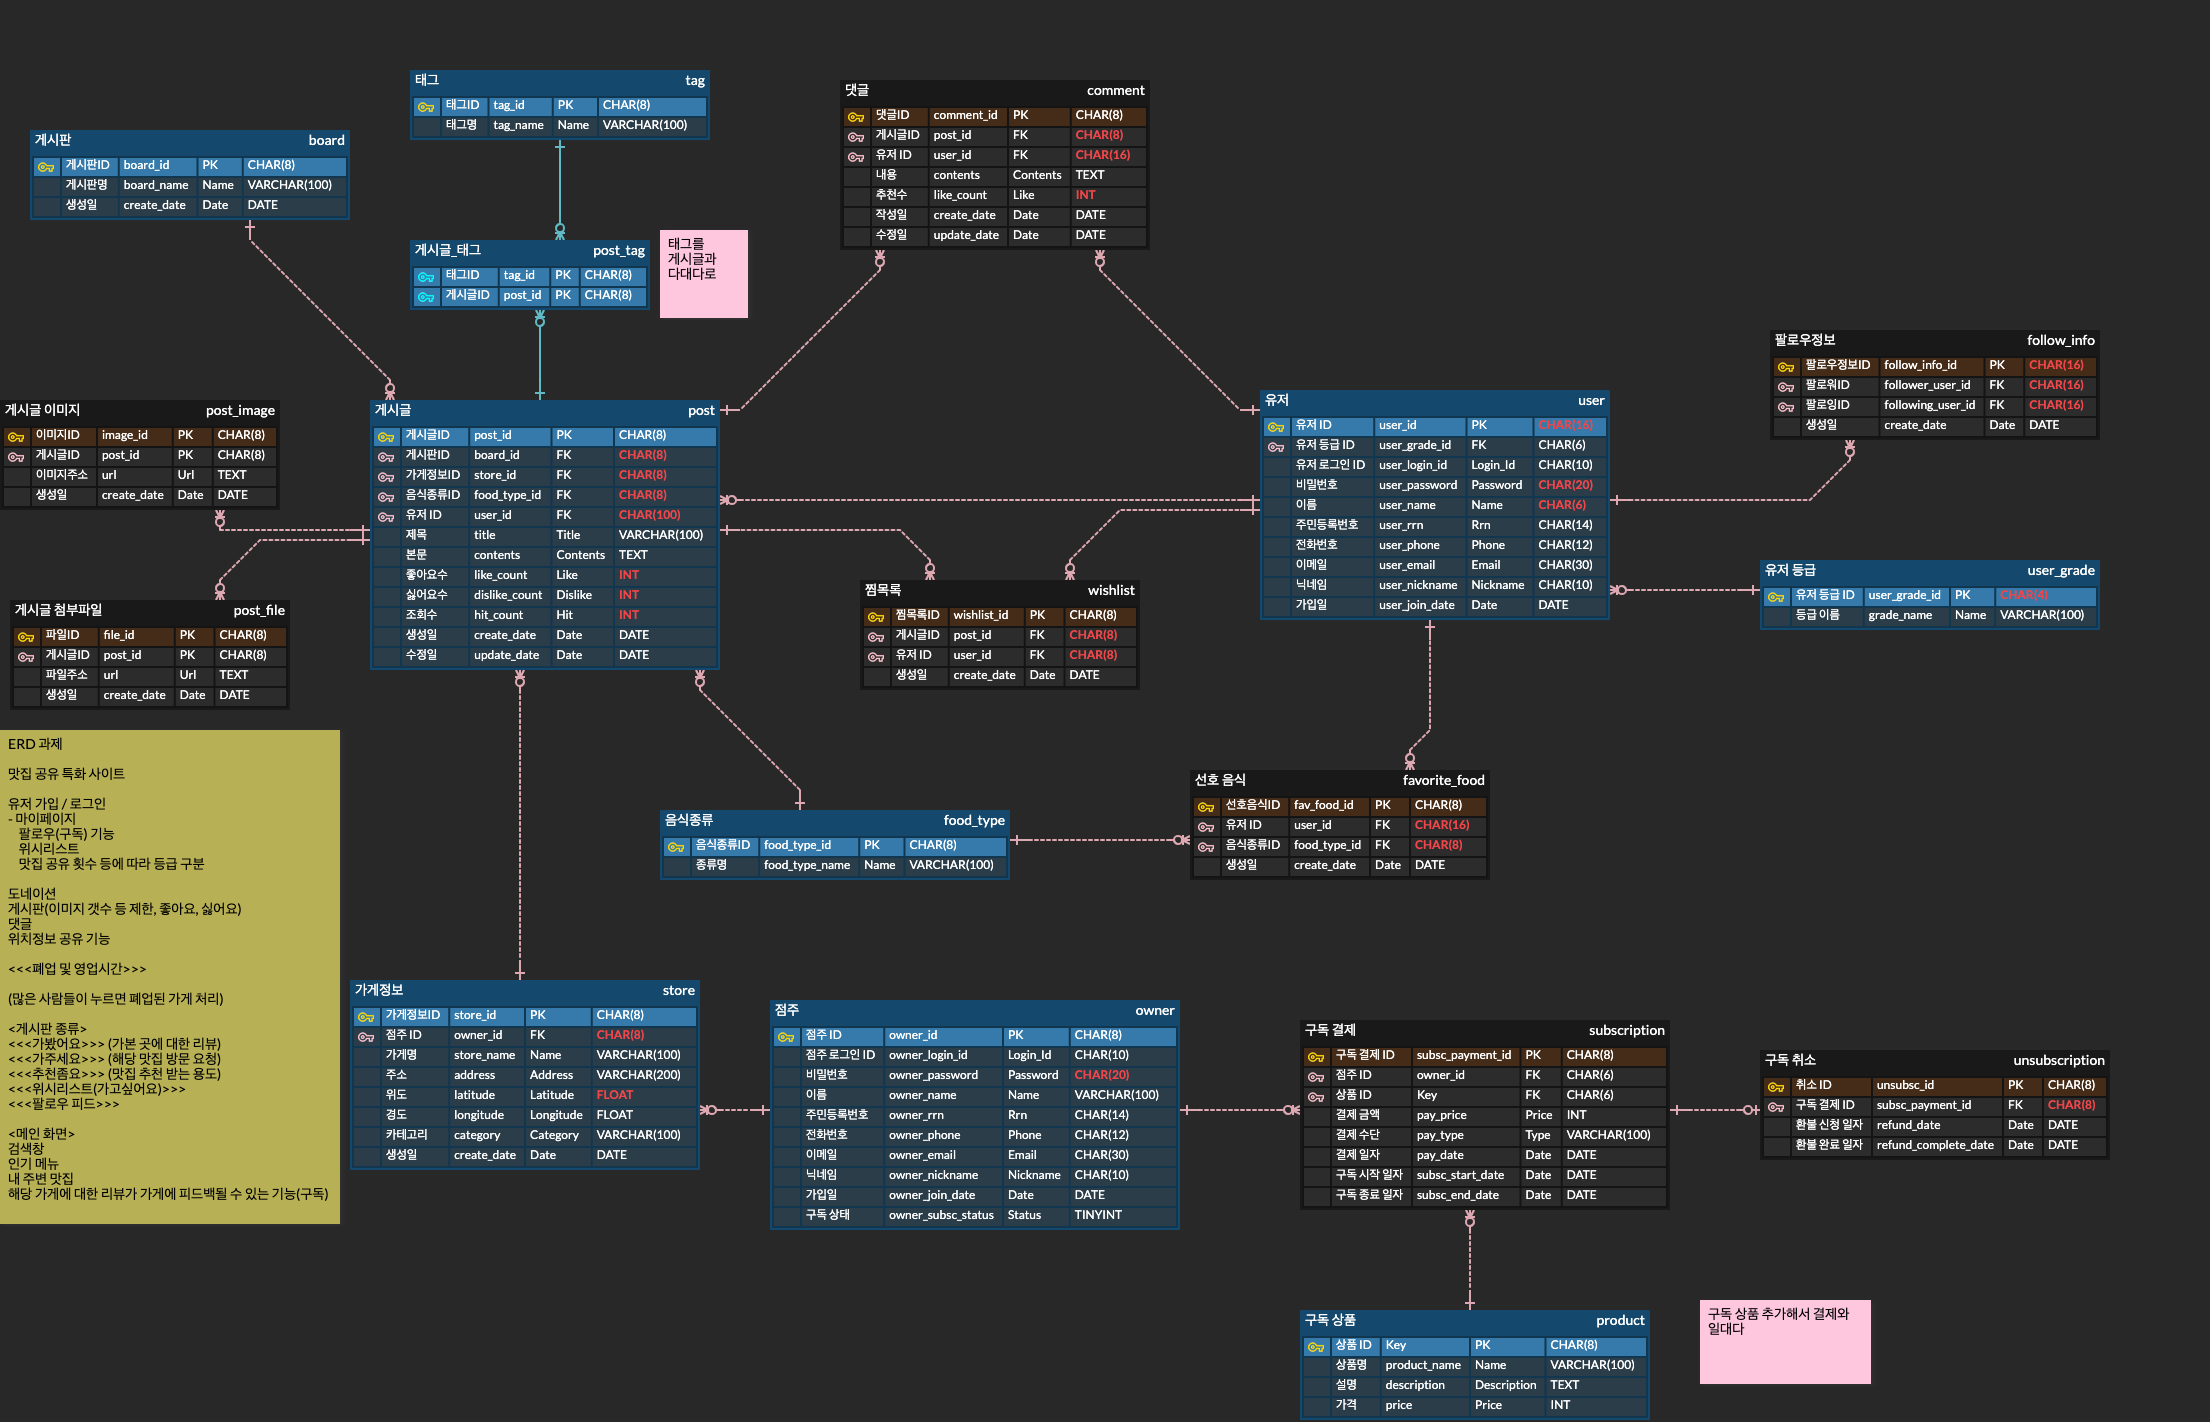 태그 tag
태그ID tag_id PK CHAR(8)
태그명 tag_name Name VARCHAR(100)
댓글 comment
댓글ID comment_id PK CHAR(8)
게시글ID post_id FK CHAR(8)
유저 ID user_id FK CHAR(16)
내용 contents Contents TEXT
추천수 like_count Like INT
작성일 create_date Date DATE
수정일 update_date Date DATE
게시판 board
게시판ID board_id PK CHAR(8)
게시판명 board_name Name VARCHAR(100)
생성일 create_date Date DATE
게시글_태그 post_tag
태그ID tag_id PK CHAR(8)
게시글ID post_id PK CHAR(8)
태그를
게시글과
다대다로
팔로우정보 follow_info
팔로우정보ID follow_info_id PK CHAR(16)
팔로워ID follower_user_id FK CHAR(16)
팔로잉ID following_user_id FK CHAR(16)
생성일 create_date Date DATE
게시글 이미지 post_image
이미지ID image_id PK CHAR(8)
게시글ID post_id PK CHAR(8)
이미지주소 url Url TEXT
생성일 create_date Date DATE
게시글 post
게시글ID post_id PK CHAR(8)
게시판ID board_id FK CHAR(8)
가게정보ID store_id FK CHAR(8)
음식종류ID food_type_id FK CHAR(8)
유저 ID user_id FK CHAR(100)
제목 title Title VARCHAR(100)
본문 contents Contents TEXT
좋아요수 like_count Like INT
싫어요수 dislike_count Dislike INT
조회수 hit_count Hit INT
생성일 create_date Date DATE
수정일 update_date Date DATE
유저 user
유저 ID user_id PK CHAR(16)
유저 등급 ID user_grade_id FK CHAR(6)
유저 로그인 ID user_login_id Login_Id CHAR(10)
비밀번호 user_password Password CHAR(20)
이름 user_name Name CHAR(6)
주민등록번호 user_rrn Rrn CHAR(14)
전화번호 user_phone Phone CHAR(12)
이메일 user_email Email CHAR(30)
닉네임 user_nickname Nickname CHAR(10)
가입일 user_join_date Date DATE
유저 등급 user_grade
유저 등급 ID user_grade_id PK CHAR(4)
등급 이름 grade_name Name VARCHAR(100)
게시글 첨부파일 post_file
파일ID file_id PK CHAR(8)
게시글ID post_id PK CHAR(8)
파일주소 url Url TEXT
생성일 create_date Date DATE
찜목록 wishlist
찜목록ID wishlist_id PK CHAR(8)
게시글ID post_id FK CHAR(8)
유저 ID user_id FK CHAR(8)
생성일 create_date Date DATE
ERD 과제
맛집 공유 특화 사이트
유저 가입 / 로그인
- 마이페이지
팔로우(구독) 기능
위시리스트
맛집 공유 횟수 등에 따라 등급 구분
도네이션
게시판(이미지 갯수 등 제한, 좋아요, 싫어요)
댓글
위치정보 공유 기능
<<<폐업 및 영업시간>>>
(많은 사람들이 누르면 폐업된 가게 처리)
<게시판 종류>
<<<가봤어요>>> (가본 곳에 대한 리뷰)
<<<가주세요>>> (해당 맛집 방문 요청)
<<<추천좀요>>> (맛집 추천 받는 용도)
<<<위시리스트(가고싶어요)>>>
<<<팔로우 피드>>>
<메인 화면>
검색창
인기 메뉴
내 주변 맛집
해당 가게에 대한 리뷰가 가게에 피드백될 수 있는 기능(구독)
음식종류 food_type
음식종류ID food_type_id PK CHAR(8)
종류명 food_type_name Name VARCHAR(100)
선호 음식 favorite_food
선호음식ID fav_food_id PK CHAR(8)
유저 ID user_id FK CHAR(16)
음식종류ID food_type_id FK CHAR(8)
생성일 create_date Date DATE
가게정보 store
가게정보ID store_id PK CHAR(8)
점주 ID owner_id FK CHAR(8)
가게명 store_name Name VARCHAR(100)
주소 address Address VARCHAR(200)
위도 latitude Latitude FLOAT
경도 longitude Longitude FLOAT
카테고리 category Category VARCHAR(100)
생성일 create_date Date DATE
점주 owner
점주 ID owner_id PK CHAR(8)
점주 로그인 ID owner_login_id Login_Id CHAR(10)
비밀번호 owner_password Password CHAR(20)
이름 owner_name Name VARCHAR(100)
주민등록번호 owner_rrn Rrn CHAR(14)
전화번호 owner_phone Phone CHAR(12)
이메일 owner_email Email CHAR(30)
닉네임 owner_nickname Nickname CHAR(10)
가입일 owner_join_date Date DATE
구독 상태 owner_subsc_status Status TINYINT
구독 결제 subscription
구독 결제 ID subsc_payment_id PK CHAR(8)
점주 ID owner_id FK CHAR(6)
상품 ID Key FK CHAR(6)
결제 금액 pay_price Price INT
결제 수단 pay_type Type VARCHAR(100)
결제 일자 pay_date Date DATE
구독 시작 일자 subsc_start_date Date DATE
구독 종료 일자 subsc_end_date Date DATE
구독 취소 unsubscription
취소 ID unsubsc_id PK CHAR(8)
구독 결제 ID subsc_payment_id FK CHAR(8)
환불 신청 일자 refund_date Date DATE
환불 완료 일자 refund_complete_date Date DATE
구독 상품 product
상품 ID Key PK CHAR(8)
상품명 product_name Name VARCHAR(100)
설명 description Description TEXT
가격 price Price INT
구독 상품 추가해서 결제와
일대다